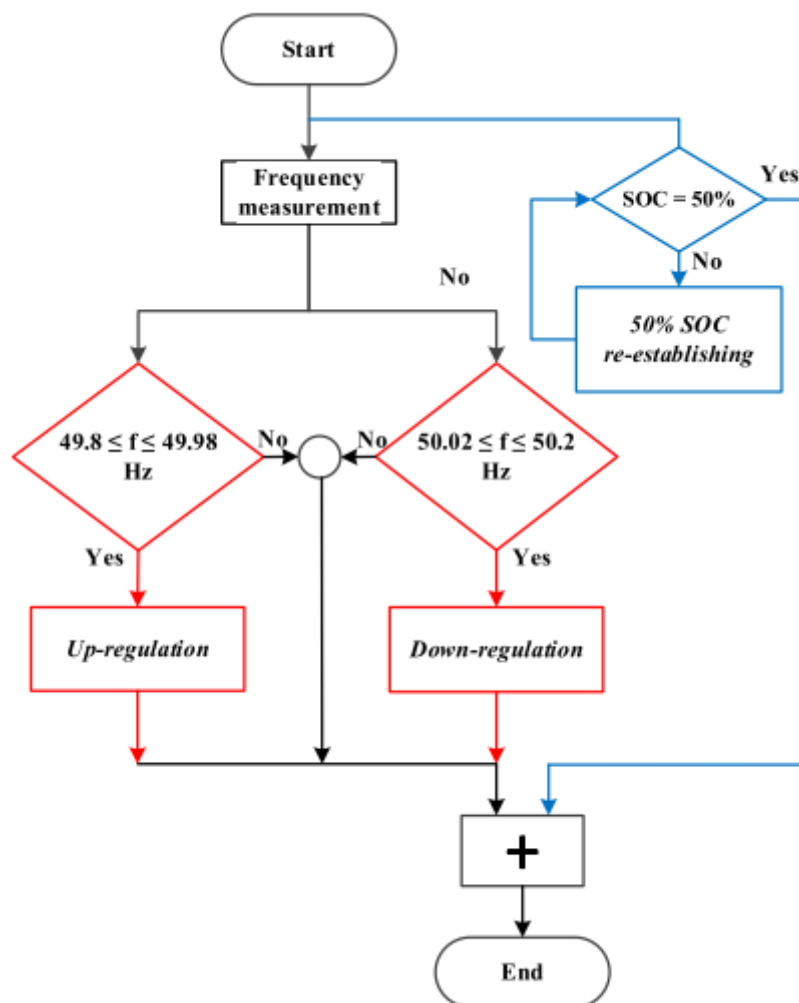 Start
Frequency
measurement
SOC = 50%
Yes
No
50% SOC
re-establishing
No
49.8 ≤ f ≤ 49.98
Hz
No
No
50.02 ≤ f ≤ 50.2
Hz
Yes
Yes
Up-regulation
Down-regulation
+
End